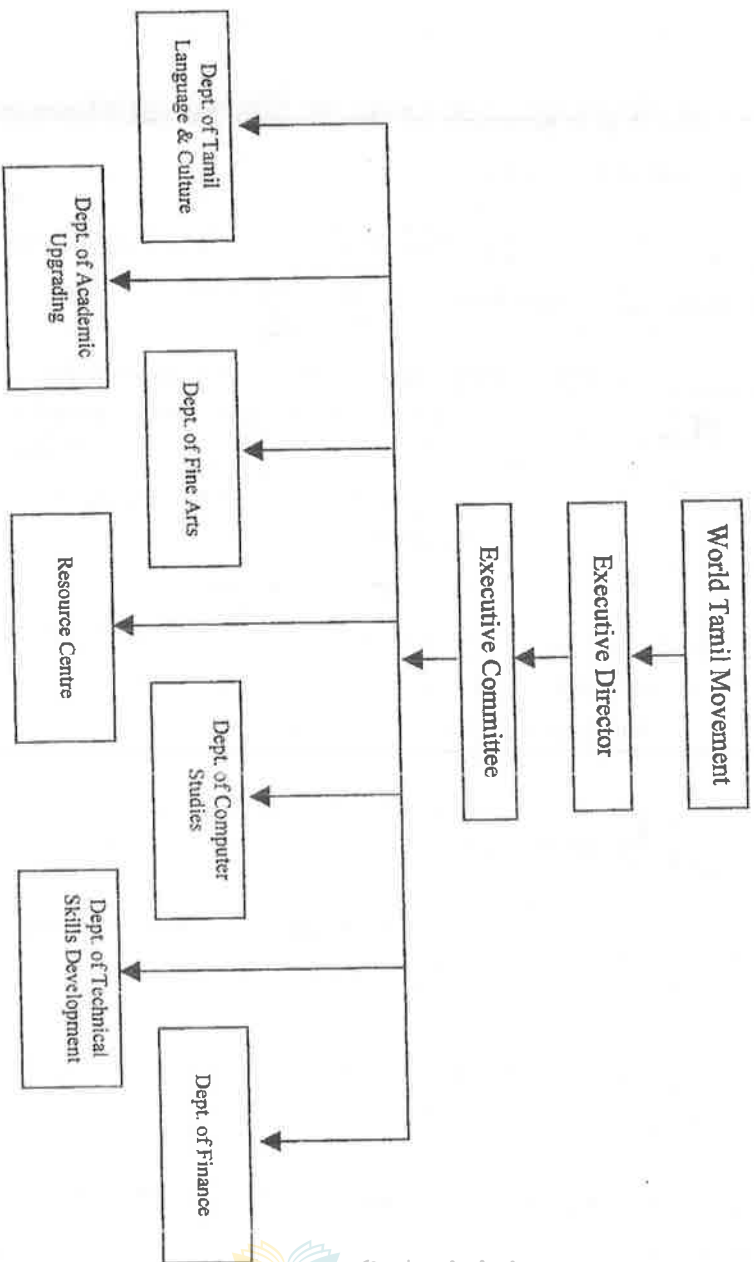 World Tamil Movement
Executive Director
Executive Committee
Dept. of Tamil
Language & Culture
Dept. of Academic
Upgrading
Dept. of Fine Arts
Resource Centre
Dept. of Computer
Studies
Dept. of Technical
Skills Development
Dept. of Finance